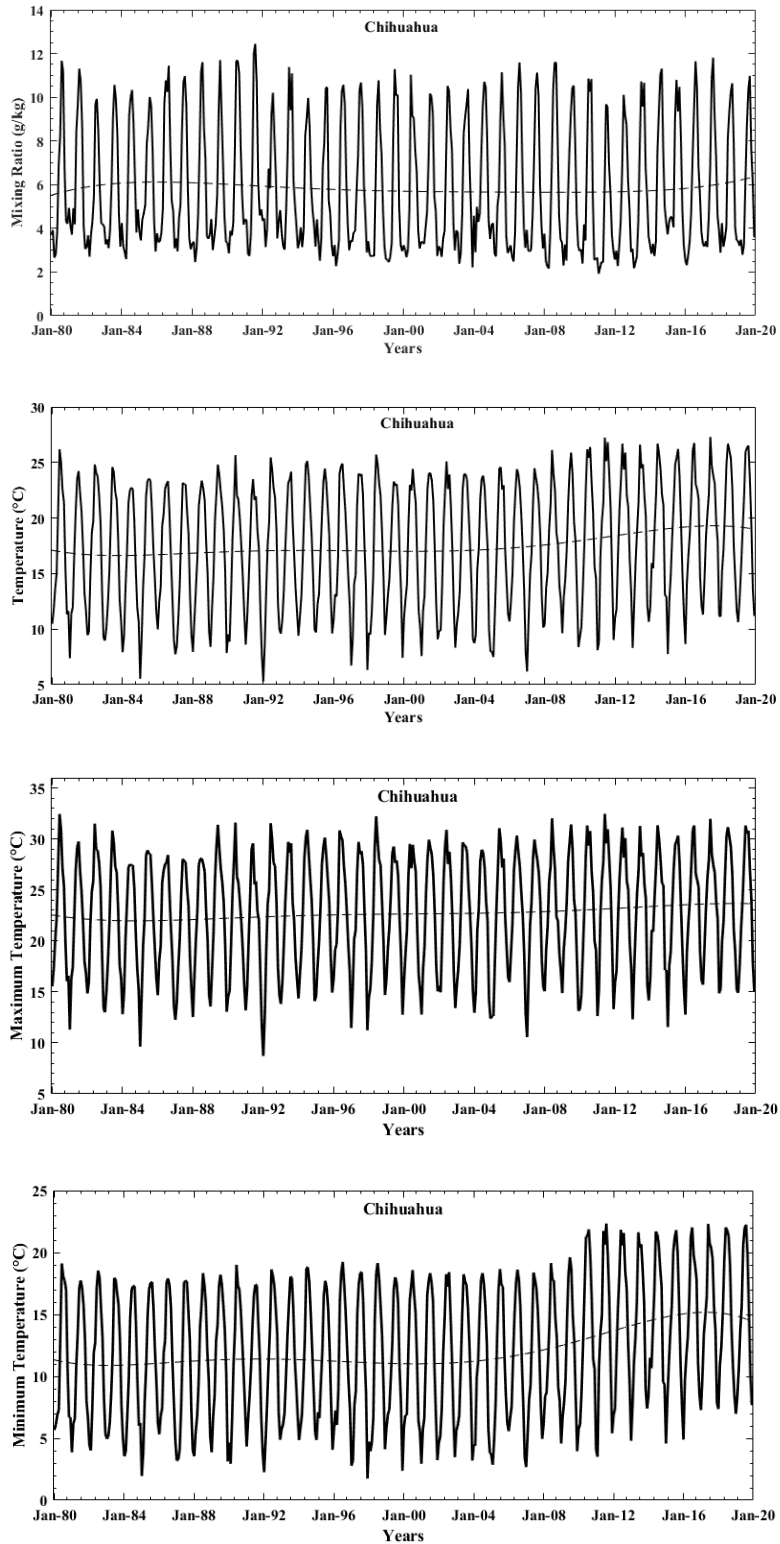 Chihuahua
Mixing Ratio (g/kg)
14
12
10
8
6
4
2
0
Jan-80 Jan-84 Jan-88 Jan-92 Jan-96 Jan-00 Jan-04 Jan-08 Jan-12 Jan-16 Jan-20
Years
Chihuahua
Temperature (°C)
30
25
20
15
10
5
Jan-80 Jan-84 Jan-88 Jan-92 Jan-96 Jan-00 Jan-04 Jan-08 Jan-12 Jan-16 Jan-20
Years
Chihuahua
Maximum Temperature (°C)
35
30
25
20
15
10
5
Jan-80 Jan-84 Jan-88 Jan-92 Jan-96 Jan-00 Jan-04 Jan-08 Jan-12 Jan-16 Jan-20
Years
Chihuahua
Minimum Temperature (°C)
25
20
15
10
5
0
Jan-80 Jan-84 Jan-88 Jan-92 Jan-96 Jan-00 Jan-04 Jan-08 Jan-12 Jan-16 Jan-20
Years